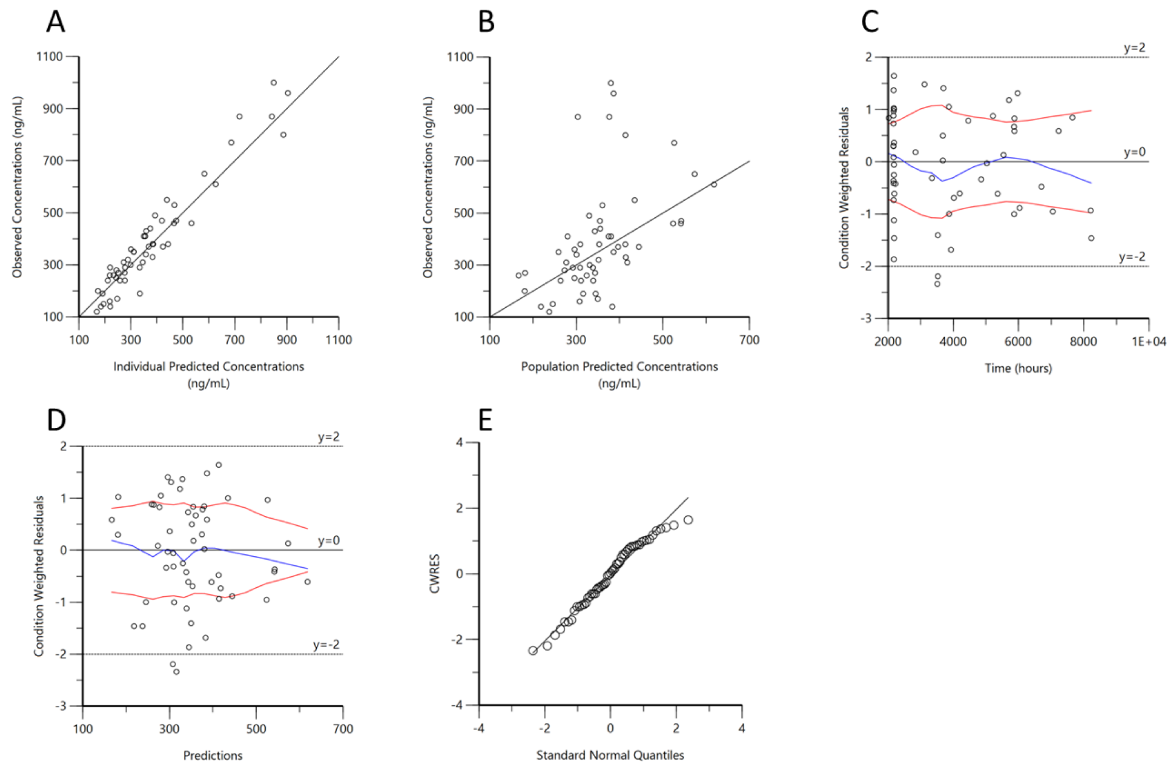 A
Observed Concentrations (ng/mL)
1100
900
700
500
300
100
100 300 500 700 900 1100
Individual Predicted Concentrations
(ng/mL)
B
Observed Concentrations (ng/mL)
1100
900
700
500
300
100
100 300 500 700
Population Predicted Concentrations
(ng/mL)
C
Condition Weighted Residuals
2
1
0
-1
-2
-3
y=2
y=0
y=-2
2000 4000 6000 8000 1E+04
Time (hours)
D
Condition Weighted Residuals
2
1
0
-1
-2
-3
y=2
y=0
y=-2
100 300 500 700
Predictions
E
CWRES
4
2
0
-2
-4
-4 -2 0 2 4
Standard Normal Quantiles